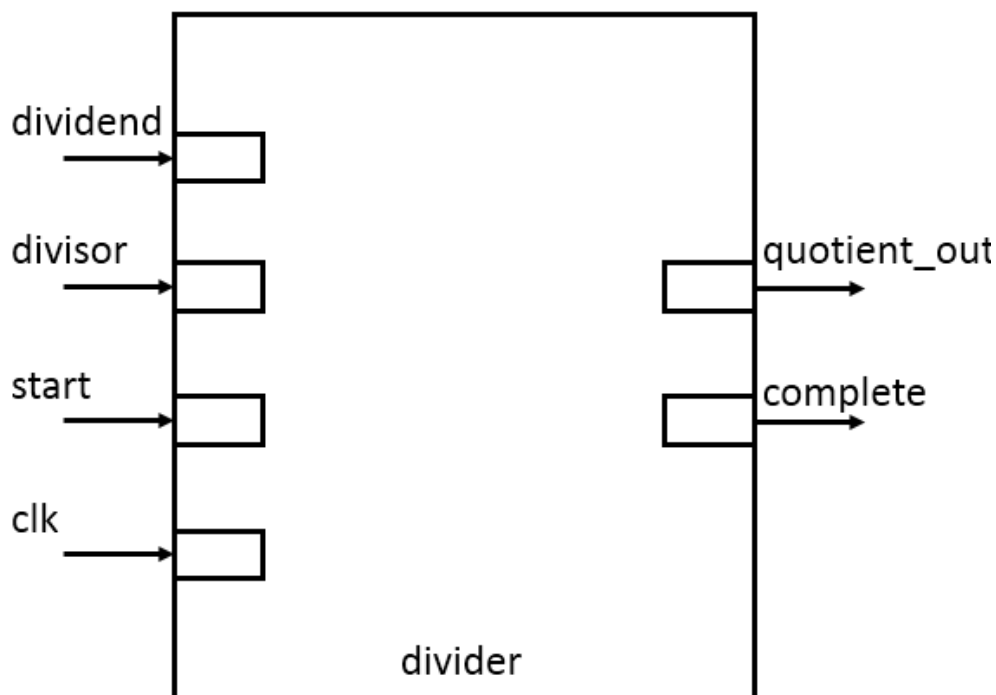 dividend
divisor
start
clk
quotient_out
complete
divider